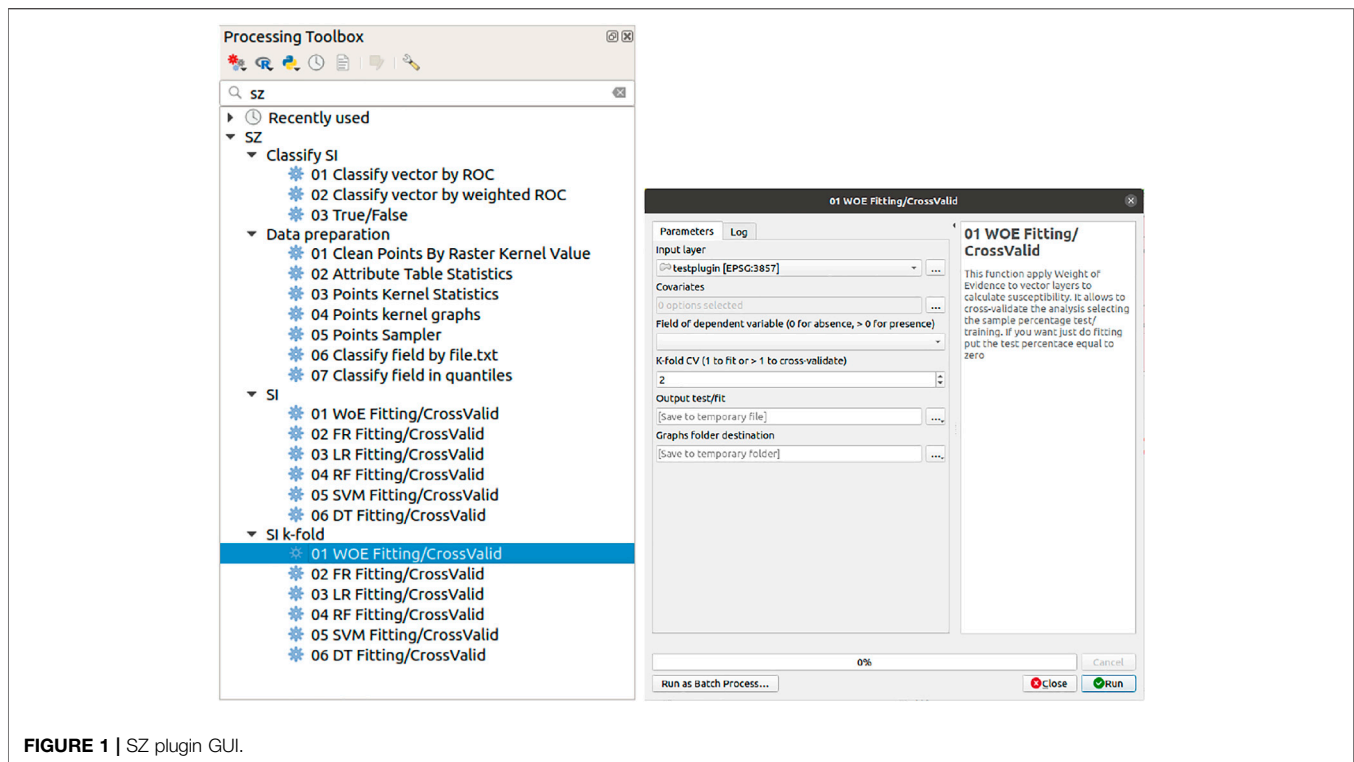 Processing Toolbox
sz
Recently used
SZ
Classify SI
01 Classify vector by ROC
02 Classify vector by weighted ROC
03 True/False
Data preparation
01 Clean Points By Raster Kernel Value
02 Attribute Table Statistics
03 Points Kernel Statistics
04 Points kernel graphs
05 Points Sampler
06 Classify field by file.txt
07 Classify field in quantiles
SI
01 WoE Fitting/CrossValid
02 FR Fitting/CrossValid
03 LR Fitting/CrossValid
04 RF Fitting/CrossValid
05 SVM Fitting/CrossValid
06 DT Fitting/CrossValid
SI k-fold
01 WOE Fitting/CrossValid
02 FR Fitting/CrossValid
03 LR Fitting/CrossValid
04 RF Fitting/CrossValid
05 SVM Fitting/CrossValid
06 DT Fitting/CrossValid
01 WOE Fitting/CrossValid
Parameters Log
Input layer
testplugin [EPSG:3857]
...
Covariates
0 options selected
...
Field of dependent variable (0 for absence, > 0 for presence)
K-fold CV (1 to fit or > 1 to cross-validate)
2
Output test/fit
[Save to temporary file]
...
Graphs folder destination
[Save to temporary folder]
...
01 WOE Fitting/
CrossValid
This function apply Weight of
Evidence to vector layers to
calculate susceptibility. It allows to
cross-validate the analysis selecting
the sample percentage test/
training. If you want just do fitting
put the test percentace equal to
zero
0%
Cancel
Run as Batch Process...
Close
Run
FIGURE 1 | SZ plugin GUI.